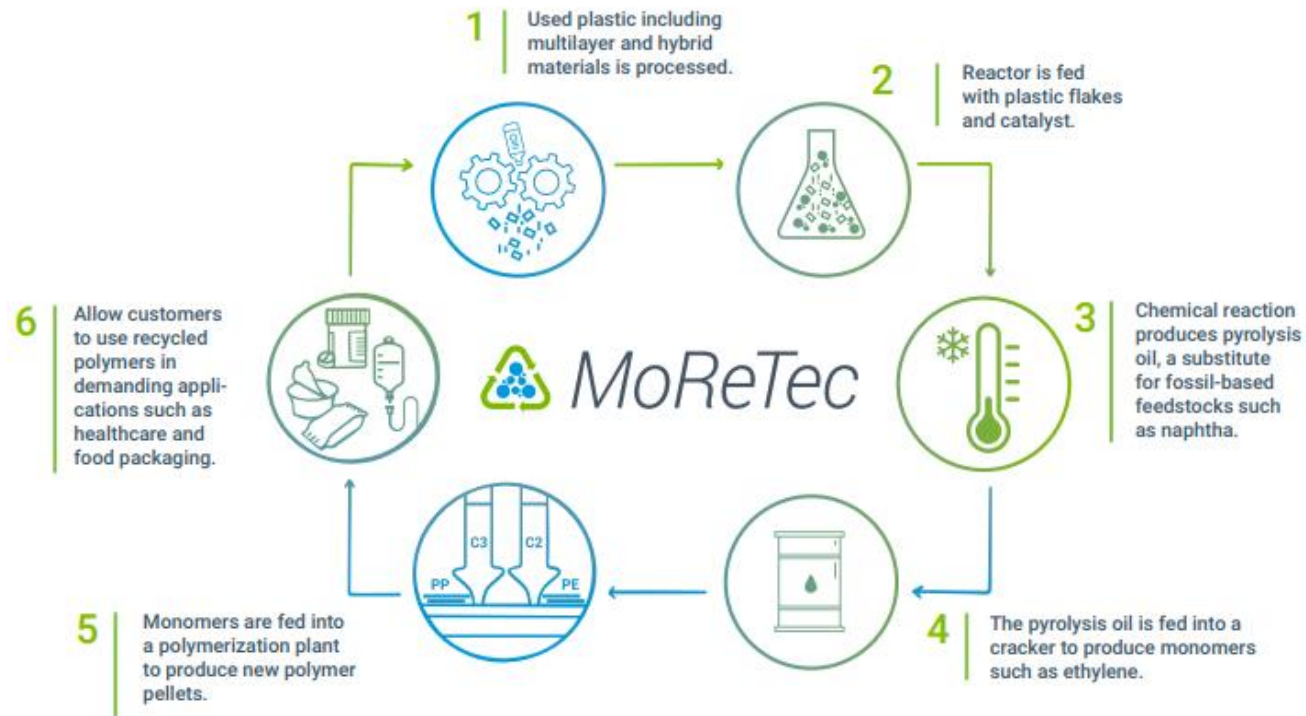 1
Used plastic including
multilayer and hybrid
materials is processed.
2
Reactor is fed
with plastic flakes
and catalyst.
3
Chemical reaction
produces pyrolysis
oil, a substitute
for fossil-based
feedstocks such
as naphtha.
6
Allow customers
to use recycled
polymers in
demanding appli-
cations such as
healthcare and
food packaging.
MoReTec
C3
C2
PP
PE
5
Monomers are fed into
a polymerization plant
to produce new polymer
pellets.
4
The pyrolysis oil is fed into a
cracker to produce monomers
such as ethylene.